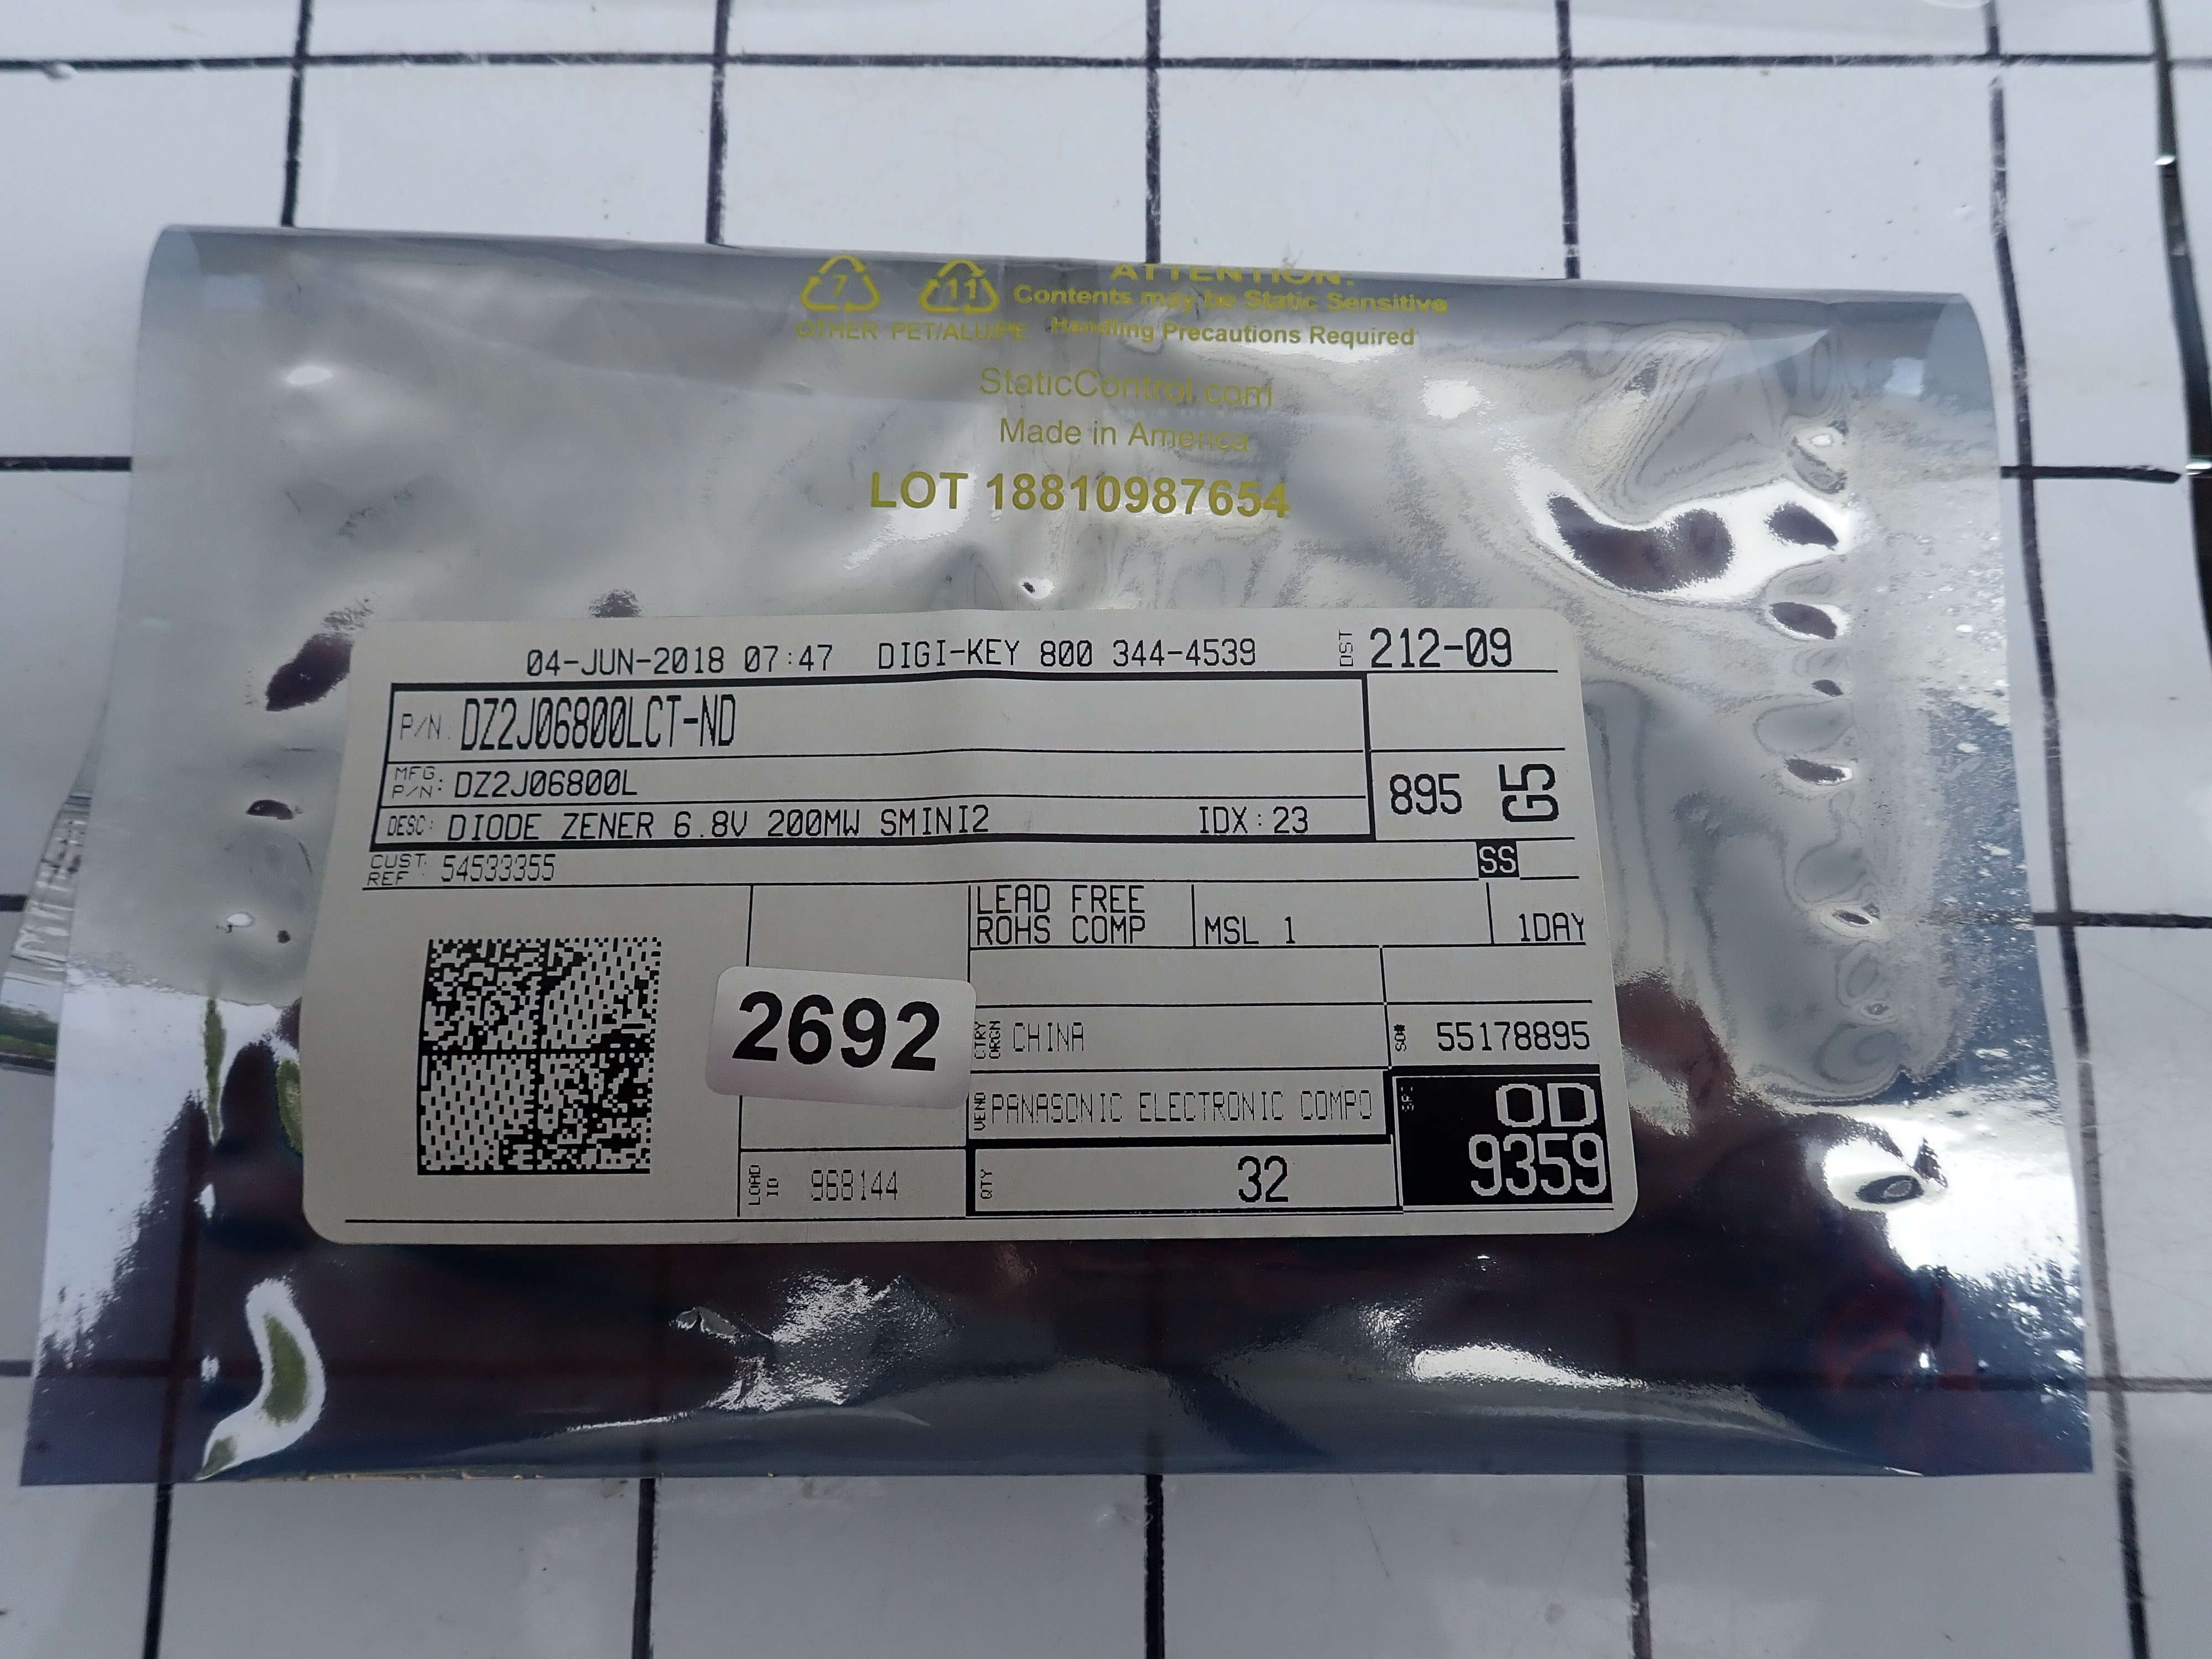 7
11
OTHER PET/ALU/PE
ATTENTION:
Contents may be Static Sensitive
Handling Precautions Required
StaticControl.com
Made in America
LOT 18810987654
04-JUN-2018 07:47 DIGI-KEY 800 344-4539 DST 212-09
P/N: DZ2J06800LCT-ND
MFG. P/N: DZ2J06800L
895 G5
DESC: DIODE ZENER 6.8V 200MW SMINI2 IDX:23
CUST. REF : 54533355
SS
LEAD FREE
ROHS COMP
MSL 1
1DAY
2692
CTRY ORGN CHINA
SO# 55178895
VEND PANASONIC ELECTRONIC COMPO
OD
9359
LOAD ID 968144
QTY 32